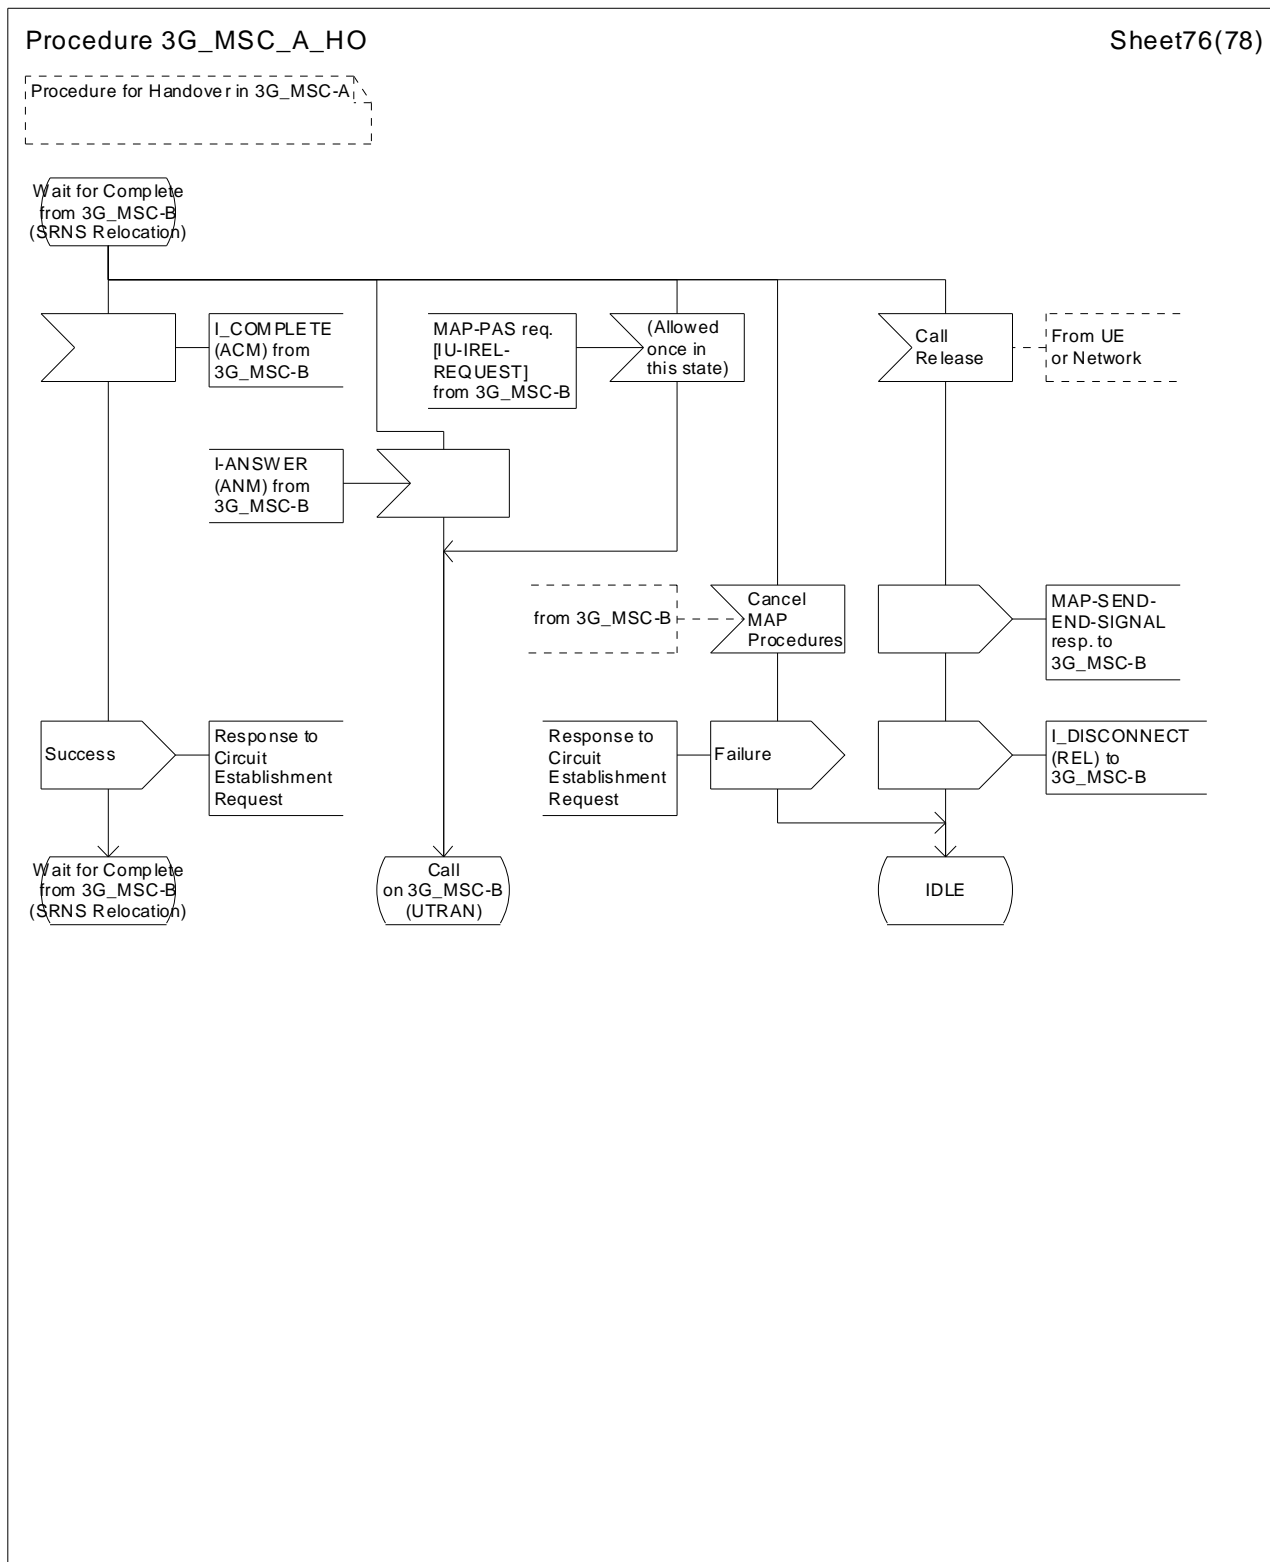 Procedure 3G_MSC_A_HO
Sheet76(78)
Procedure for Handover in 3G_MSC-A
Wait for Complete
from 3G_MSC-B
(SRNS Relocation)
I_COMPLETE
(ACM) from
3G_MSC-B
MAP-PAS req.
[IU-IREL-
REQUEST]
from 3G_MSC-B
(Allowed
once in
this state)
Call
Release
From UE
or Network
I-ANSWER
(ANM) from
3G_MSC-B
from 3G_MSC-B
Cancel
MAP
Procedures
MAP-SEND-
END-SIGNAL
resp. to
3G_MSC-B
Success
Response to
Circuit
Establishment
Request
Response to
Circuit
Establishment
Request
Failure
I_DISCONNECT
(REL) to
3G_MSC-B
Wait for Complete
from 3G_MSC-B
(SRNS Relocation)
Call
on 3G_MSC-B
(UTRAN)
IDLE